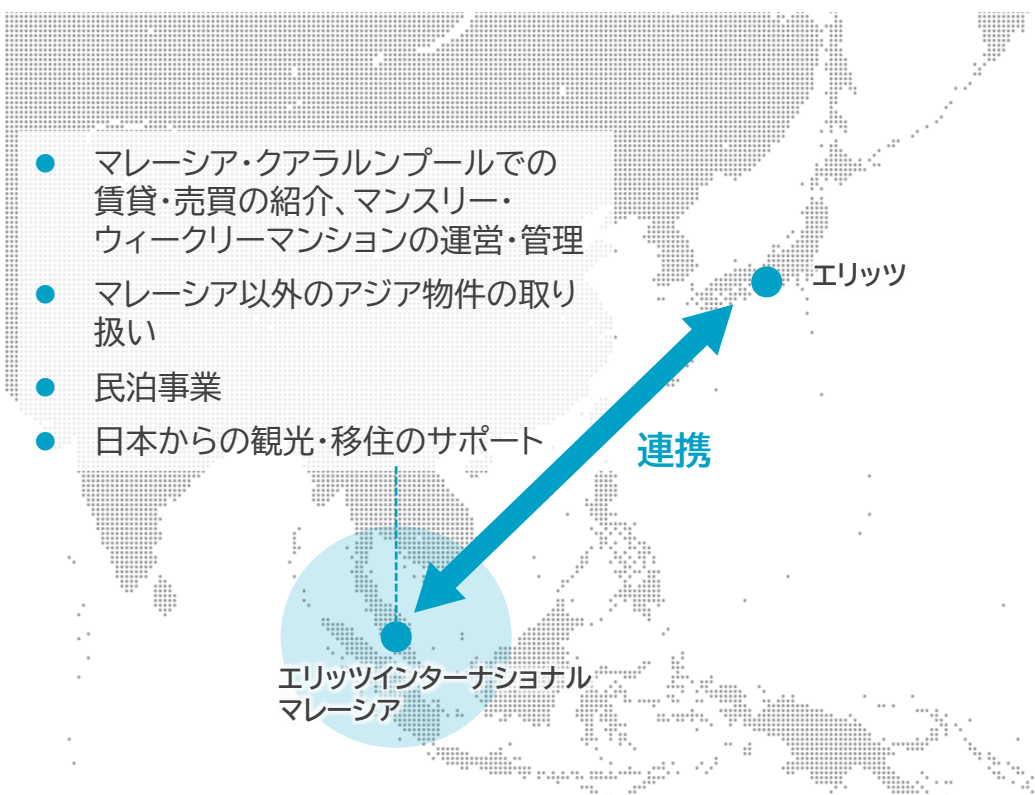 ● マレーシア・クアラルンプールでの
賃貸・売買の紹介、マンスリー・
ウィークリーマンションの運営・管理
● マレーシア以外のアジア物件の取り
扱い
● 民泊事業
● 日本からの観光・移住のサポート
エリッツ
連携
エリッツインターナショナル
マレーシア